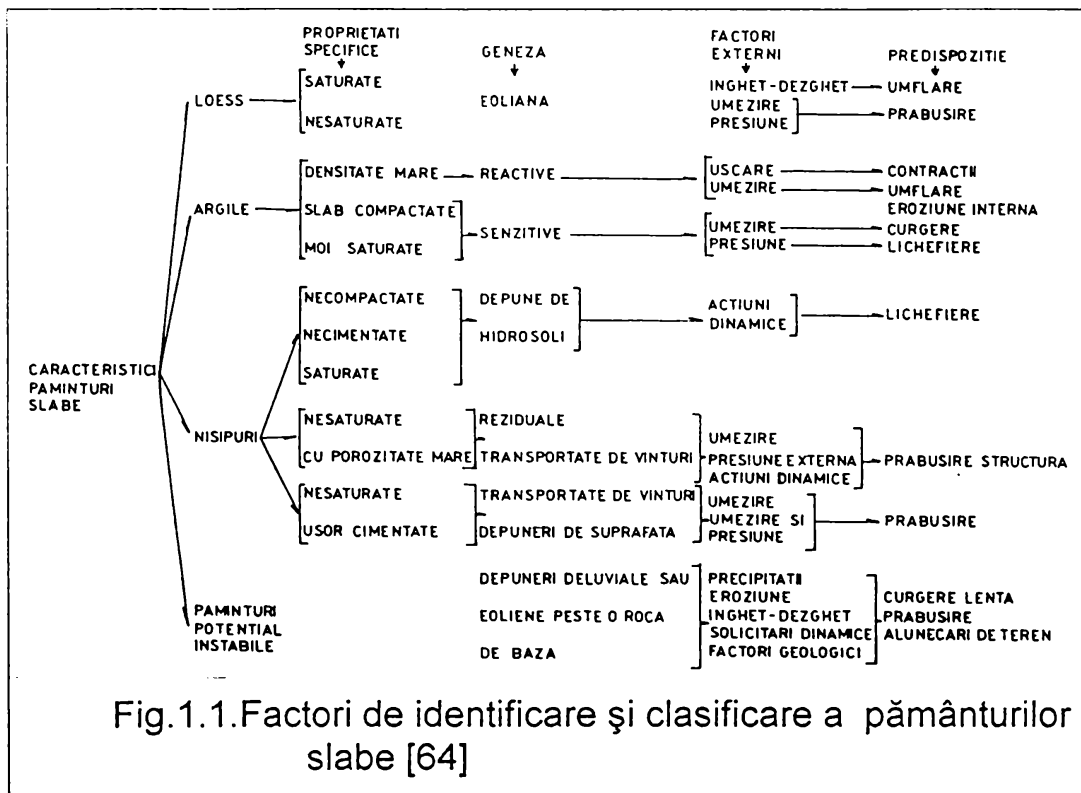 PROPRIETATI
SPECIFICE
GENEZA
FACTORI
EXTERNI
PREDISPOZITIE
LOESS
SATURATE
NESATURATE
EOLIANA
INGHET-DEZGHET
UMFLARE
UMEZIRE
PRESIUNE
PRABUSIRE
ARGILE
DENSITATE MARE
REACTIVE
USCARE
CONTRACTII
UMEZIRE
UMFLARE
EROZIUNE INTERNA
SLAB COMPACTATE
MOI SATURATE
SENZITIVE
UMEZIRE
CURGERE
PRESIUNE
LICHEFIERE
CARACTERISTICI
PAMINTURI
SLABE
NISIPURI
NECOMPACTATE
NECIMENTATE
SATURATE
DEPUNE DE
HIDROSOLI
ACTIUNI
DINAMICE
LICHEFIERE
NESATURATE
CU POROZITATE MARE
REZIDUALE
TRANSPORTATE DE VINTURI
UMEZIRE
PRESIUNE EXTERNA
ACTIUNI DINAMICE
PRABUSIRE STRUCTURA
NESATURATE
USOR CIMENTATE
TRANSPORTATE DE VINTURI
DEPUNERI DE SUPRAFATA
UMEZIRE
UMEZIRE SI
PRESIUNE
PRABUSIRE
PAMINTURI
POTENTIAL
INSTABILE
DEPUNERI DELUVIALE SAU
EOLIENE PESTE O ROCA
DE BAZA
PRECIPITATII
EROZIUNE
INGHET-DEZGHET
SOLICITARI DINAMICE
FACTORI GEOLOGICI
CURGERE LENTA
PRABUSIRE
ALUNECARI DE TEREN
Fig.1.1.Factori de identificare şi clasificare a pământurilor
slabe [64]